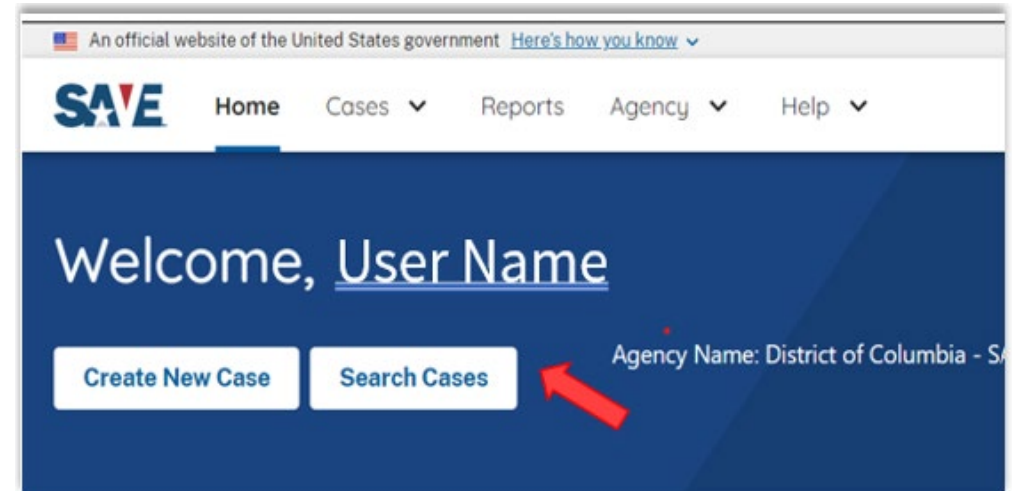 An official website of the United States government Here's how you know
SAVE Home Cases Reports Agency Help
Welcome, User Name
Create New Case Search Cases Agency Name: District of Columbia - SA